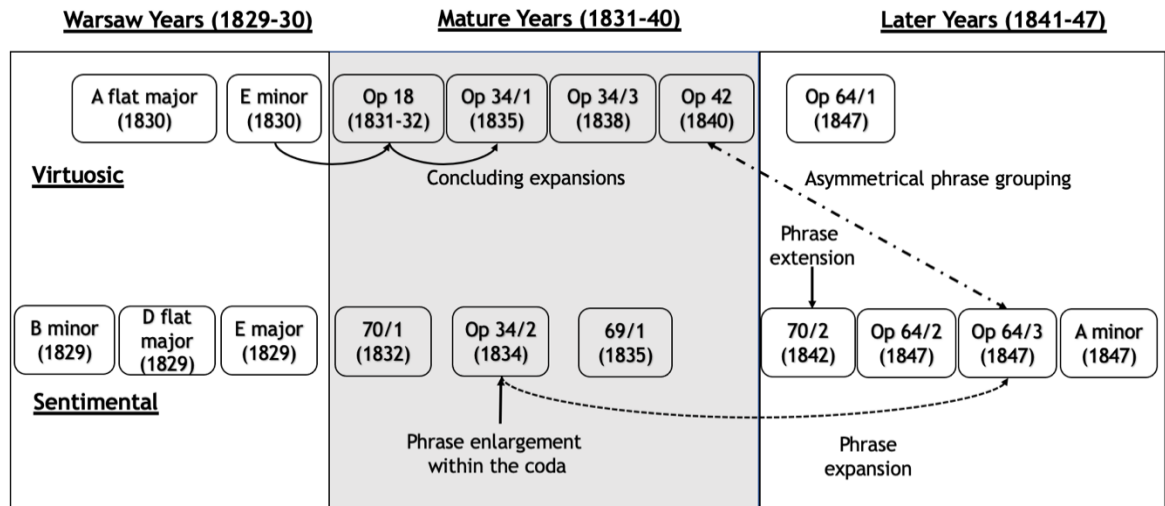 Warsaw Years (1829-30)
Mature Years (1831-40)
Later Years (1841-47)
A flat major
(1830)
E minor
(1830)
Op 18
(1831-32)
Op 34/1
(1835)
Op 34/3
(1838)
Op 42
(1840)
Op 64/1
(1847)
Virtuosic
Concluding expansions
Asymmetrical phrase grouping
Phrase
extension
B minor
(1829)
D flat
major
(1829)
E major
(1829)
70/1
(1832)
Op 34/2
(1834)
69/1
(1835)
70/2
(1842)
Op 64/2
(1847)
Op 64/3
(1847)
A minor
(1847)
Sentimental
Phrase enlargement
within the coda
Phrase
expansion